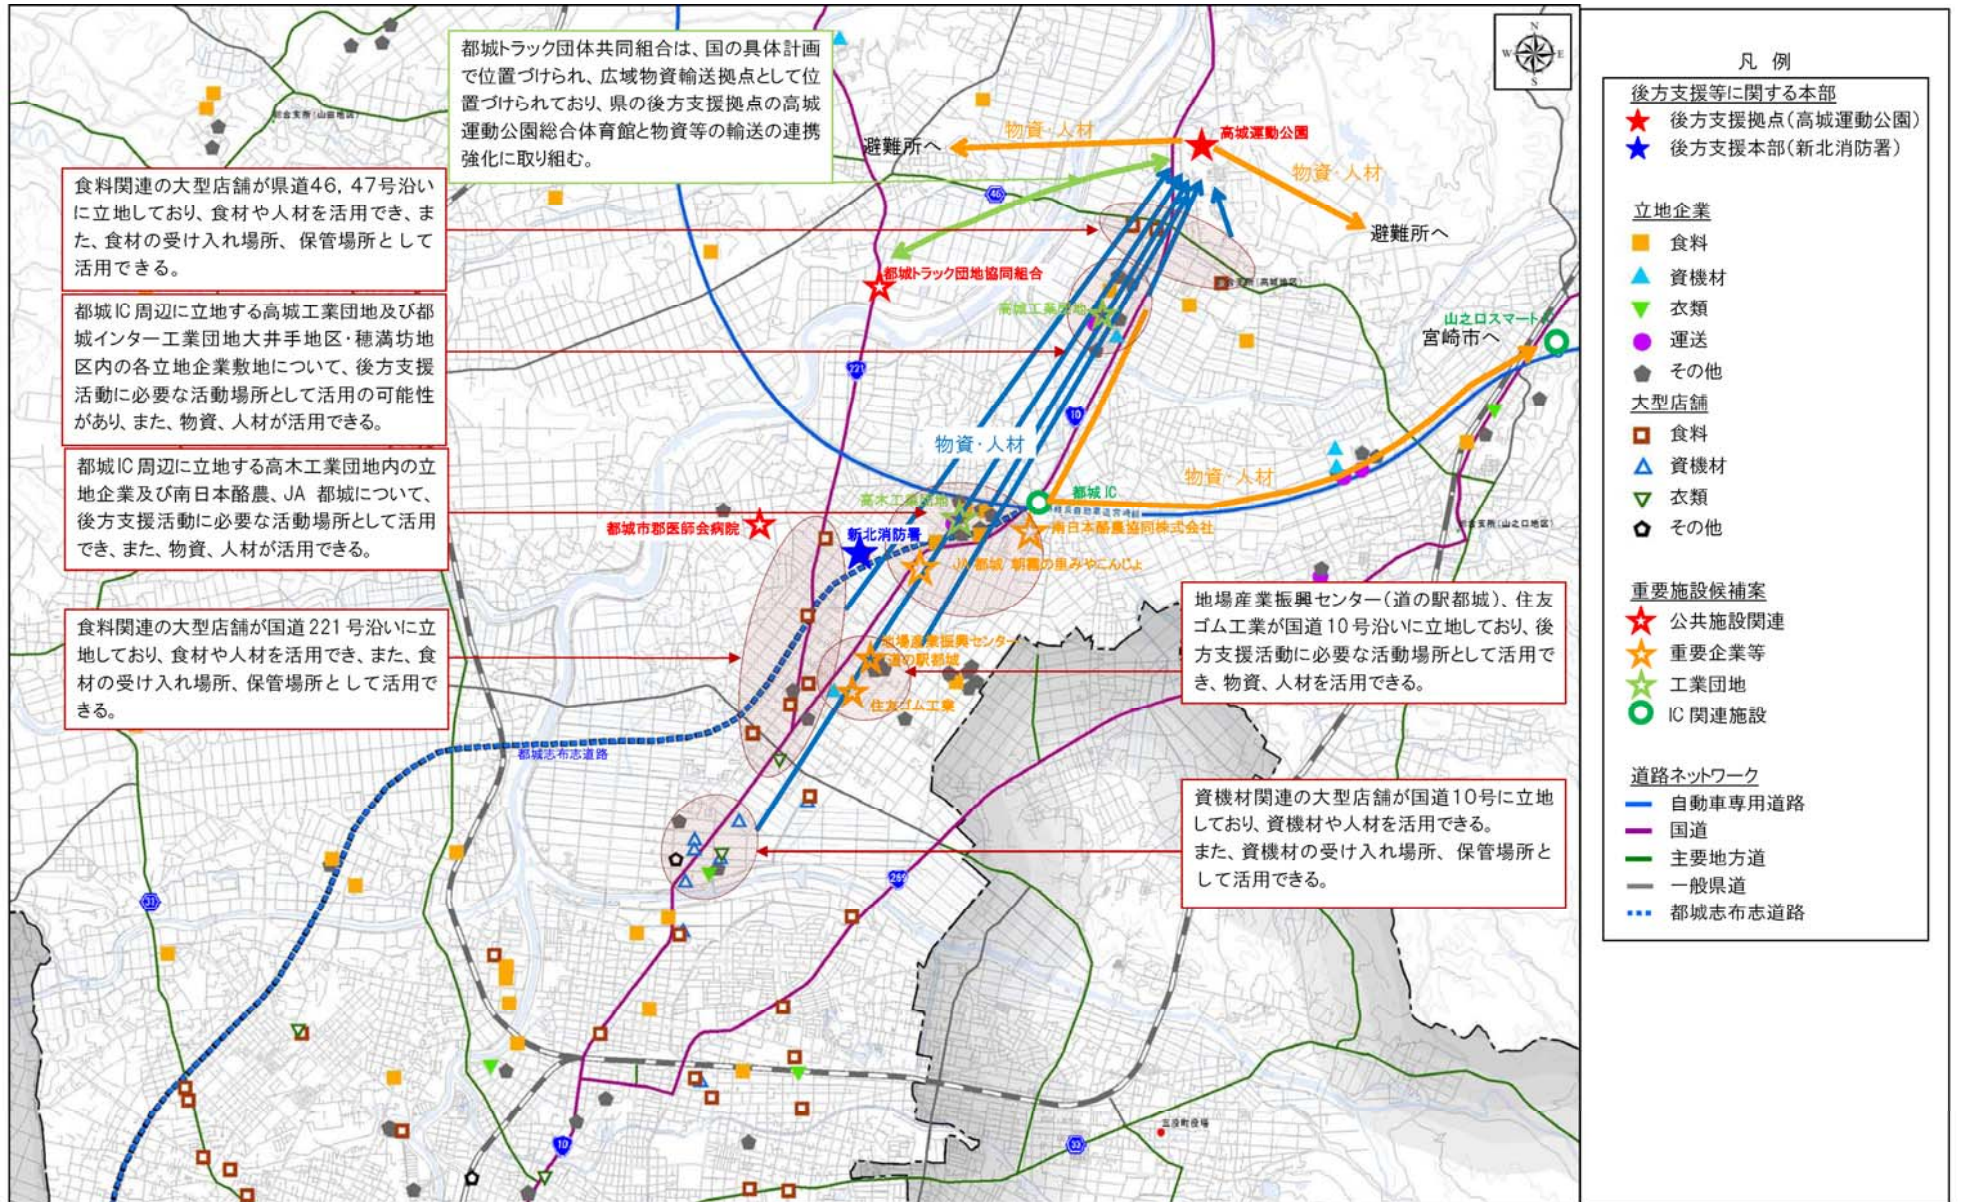 都城トラック団体共同組合は、国の具体計画
で位置づけられ、広域物資輸送拠点として位
置づけられており、県の後方支援拠点の高城
運動公園総合体育館と物資等の輸送の連携
強化に取り組む。
食料関連の大型店舗が県道46，47号沿い
に立地しており、食材や人材を活用でき、ま
た、食材の受け入れ場所、保管場所として
活用できる。
都城IC周辺に立地する高城工業団地及び都
城インター工業団地大井手地区・穂満坊地
区内の各立地企業敷地について、後方支援
活動に必要な活動場所として活用の可能性
があり、また、物資、人材が活用できる。
都城IC周辺に立地する高木工業団地内の立
地企業及び南日本酪農、JA 都城について、
後方支援活動に必要な活動場所として活用
でき、また、物資、人材が活用できる。
食料関連の大型店舗が国道221号沿いに立
地しており、食材や人材を活用でき、また、食
材の受け入れ場所、保管場所として活用で
きる。
地場産業振興センター（道の駅都城）、住友
ゴム工業が国道10号沿いに立地しており、後
方支援活動に必要な活動場所として活用で
き、物資、人材を活用できる。
資機材関連の大型店舗が国道10号に立地
しており、資機材や人材を活用できる。
また、資機材の受け入れ場所、保管場所と
して活用できる。
総合支所(山田地区)
避難所へ
物資・人材
高城運動公園
物資・人材
避難所へ
46
都城トラック団地協同組合
高城工業団地
221
10
山之口スマートIC
宮崎市へ
物資・人材
物資・人材
高木工業団地
都城IC
都城市郡医師会病院
新北消防署
南日本酪農協同株式会社
JA都城 朝霧の里みやこんじょ
総合支所(山之口地区)
地場産業振興センター
道の駅都城
住友ゴム工業
都城志布志道路
31
269
10
33
三股町役場
N
W E
S
凡 例
後方支援等に関する本部
後方支援拠点（高城運動公園）
後方支援本部（新北消防署）
立地企業
食料
資機材
衣類
運送
その他
大型店舗
食料
資機材
衣類
その他
重要施設候補案
公共施設関連
重要企業等
工業団地
IC関連施設
道路ネットワーク
自動車専用道路
国道
主要地方道
一般県道
都城志布志道路